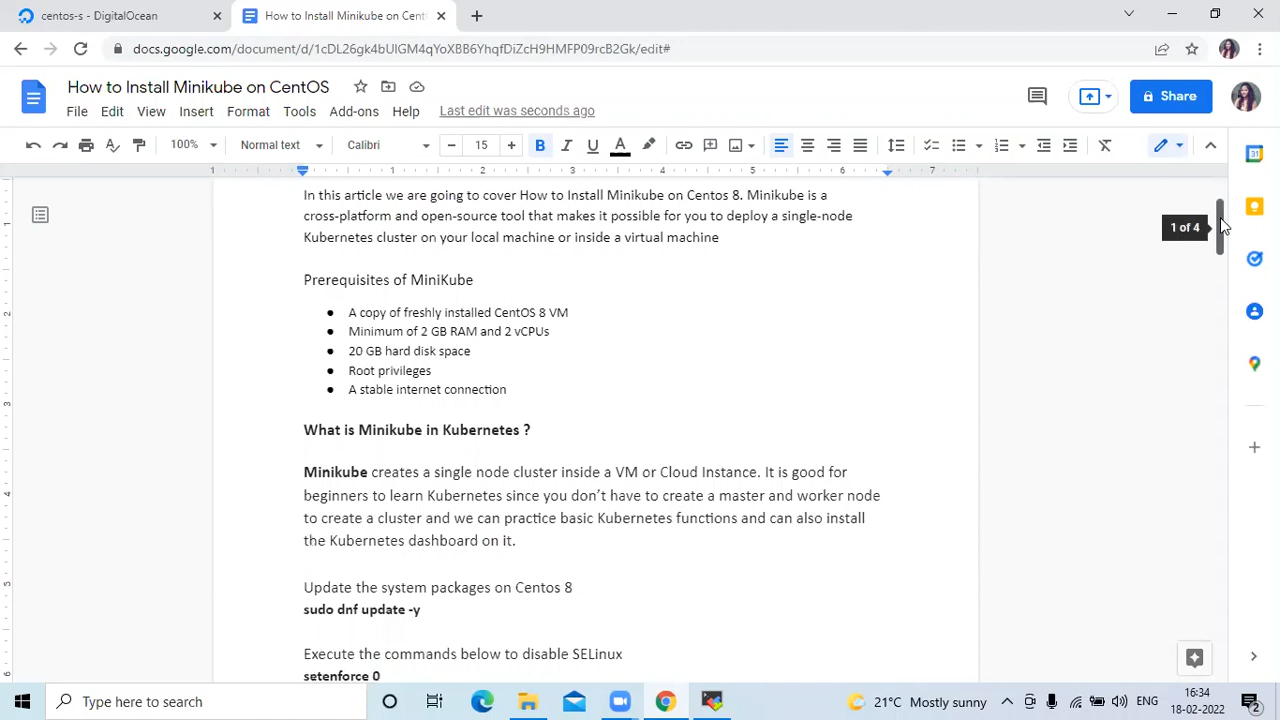 centos-s - DigitalOcean
How to Install Minikube on CentO
docs.google.com/document/d/1cDL26gk4bUIGM4qYoXBB6YhqfDiZcH9HMFP09rcB2Gk/edit#
How to Install Minikube on CentOS
File Edit View Insert Format Tools Add-ons Help Last edit was seconds ago
Share
100% Normal text Calibri 15 B I U A
1 1 2 3 4 5 6 7
In this article we are going to cover How to Install Minikube on Centos 8. Minikube is a
cross-platform and open-source tool that makes it possible for you to deploy a single-node
Kubernetes cluster on your local machine or inside a virtual machine
1 of 4
Prerequisites of MiniKube
● A copy of freshly installed CentOS 8 VM
● Minimum of 2 GB RAM and 2 vCPUs
● 20 GB hard disk space
● Root privileges
● A stable internet connection
What is Minikube in Kubernetes ?
Minikube creates a single node cluster inside a VM or Cloud Instance. It is good for
beginners to learn Kubernetes since you don't have to create a master and worker node
to create a cluster and we can practice basic Kubernetes functions and can also install
the Kubernetes dashboard on it.
Update the system packages on Centos 8
sudo dnf update -y
Execute the commands below to disable SELinux
setenforce 0
Type here to search
21°C Mostly sunny
ENG
16:34
18-02-2022
2